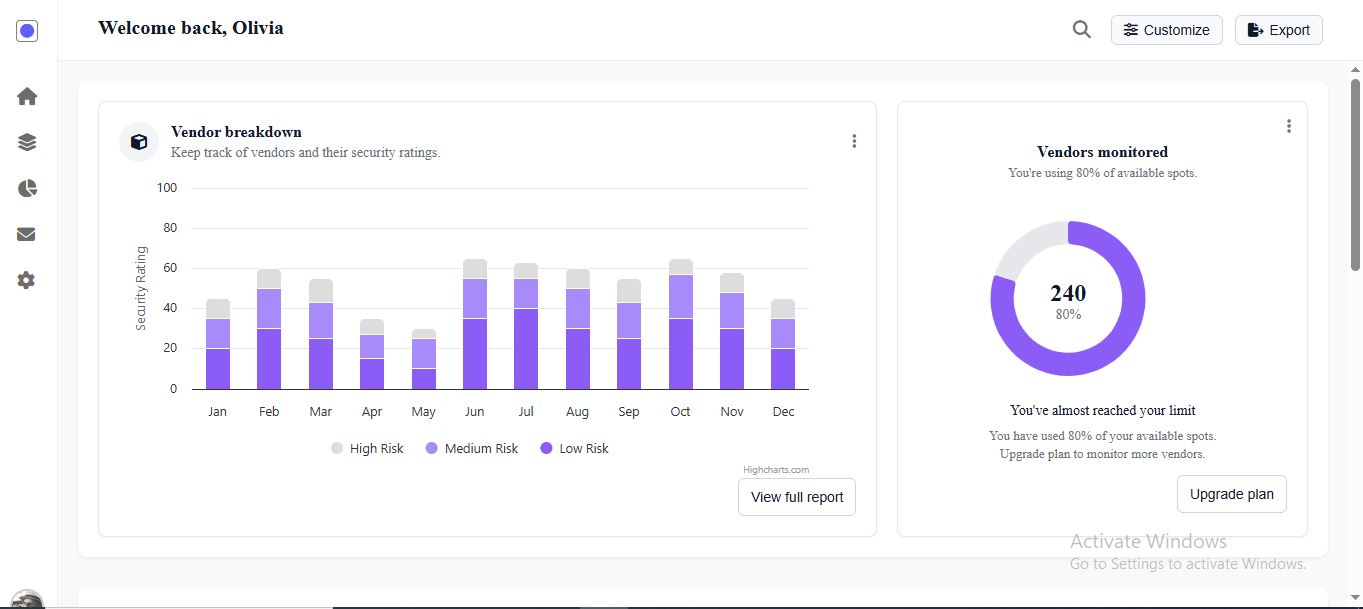 Welcome back, Olivia
Customize
Export
Vendor breakdown
Keep track of vendors and their security ratings.
Security Rating
100
80
60
40
20
0
Jan Feb Mar Apr May Jun Jul Aug Sep Oct Nov Dec
High Risk Medium Risk Low Risk
Highcharts.com
View full report
Vendors monitored
You're using 80% of available spots.
240
80%
You've almost reached your limit
You have used 80% of your available spots.
Upgrade plan to monitor more vendors.
Upgrade plan
Activate Windows
Go to Settings to activate Windows.